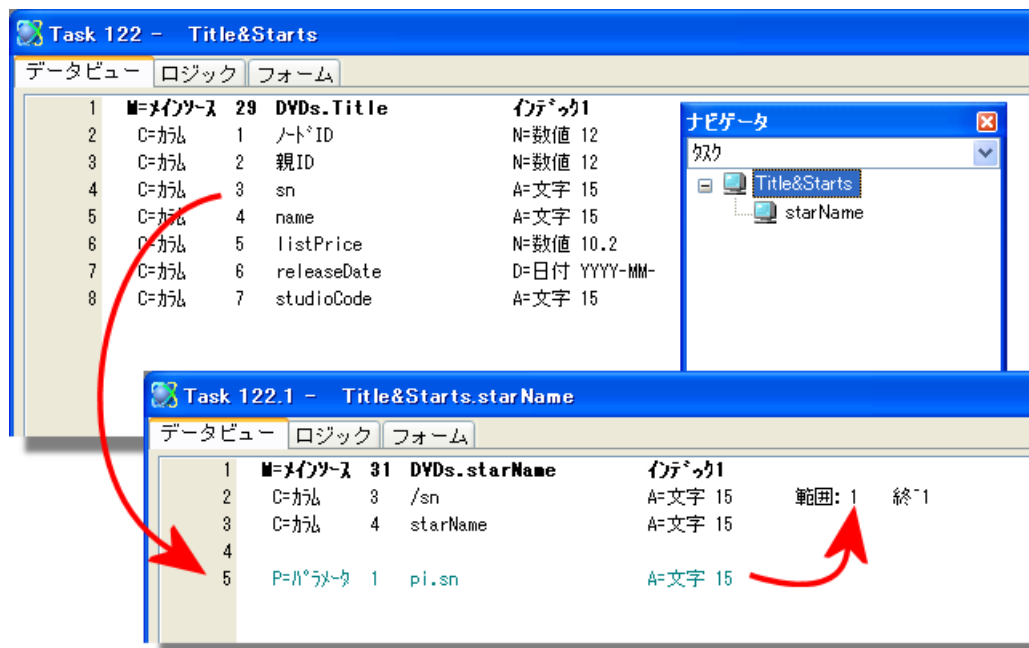 Task 122 - Title&Starts
データビュー ロジック フォーム
1 M=メインソース 29 DVDs.Title インデックス1
2 C=カラム 1 ノードID N=数値 12
3 C=カラム 2 親ID N=数値 12
4 C=カラム 3 sn A=文字 15
5 C=カラム 4 name A=文字 15
6 C=カラム 5 listPrice N=数値 10.2
7 C=カラム 6 releaseDate D=日付 YYYY-MM-
8 C=カラム 7 studioCode A=文字 15
ナビゲータ
タスク
Title&Starts
starName
Task 122.1 - Title&Starts.starName
データビュー ロジック フォーム
1 M=メインソース 31 DVDs.starName インデックス1
2 C=カラム 3 /sn A=文字 15 範囲: 1 終~1
3 C=カラム 4 starName A=文字 15
4
5 P=パラメータ 1 pi.sn A=文字 15